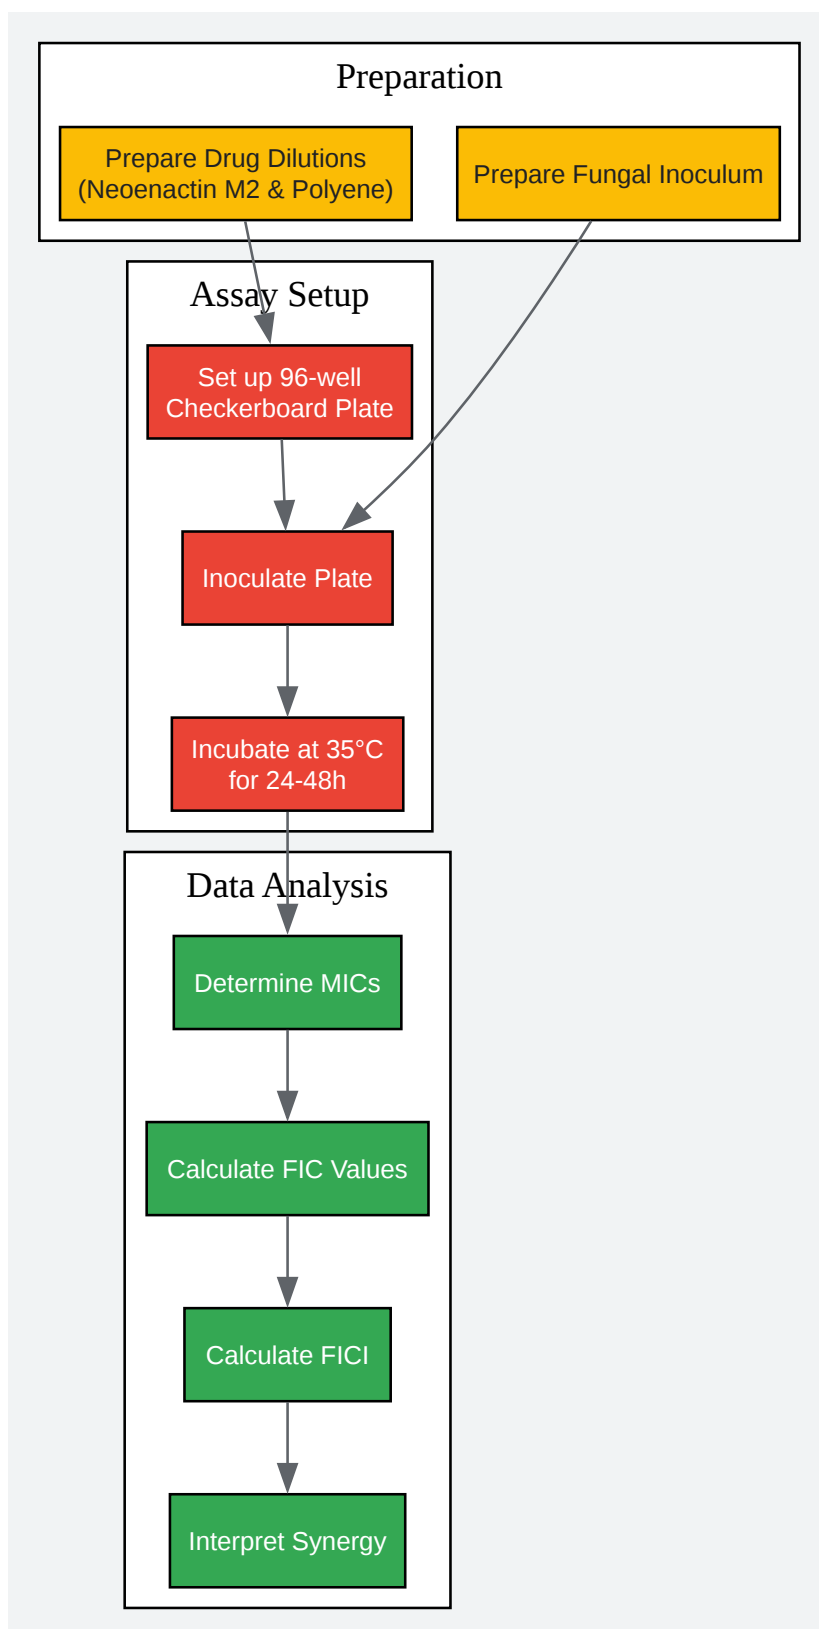 Preparation
Prepare Drug Dilutions
(Neoenactin M2 & Polyene)
Prepare Fungal Inoculum
Assay Setup
Set up 96-well
Checkerboard Plate
Inoculate Plate
Incubate at 35°C
for 24-48h
Data Analysis
Determine MICs
Calculate FIC Values
Calculate FICI
Interpret Synergy